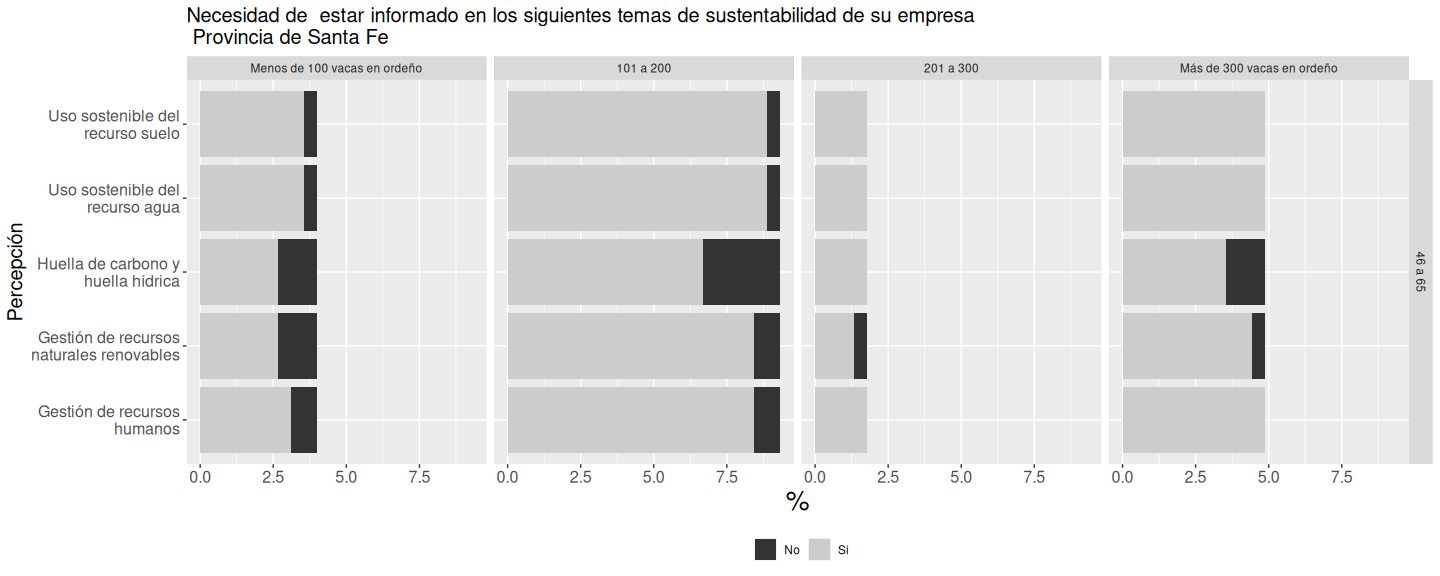 Necesidad de  estar informado en los siguientes temas de sustentabilidad de su empresa
Provincia de Santa Fe
Menos de 100 vacas en ordeño
101 a 200
201 a 300
Más de 300 vacas en ordeño
Percepción
Uso sostenible del
recurso suelo
Uso sostenible del
recurso agua
Huella de carbono y
huella hídrica
Gestión de recursos
naturales renovables
Gestión de recursos
humanos
46 a 65
0.0 2.5 5.0 7.5
0.0 2.5 5.0 7.5
0.0 2.5 5.0 7.5
0.0 2.5 5.0 7.5
%
No Si